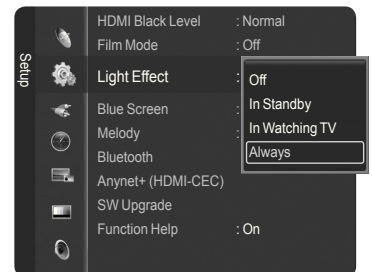 Setup
HDMI Black Level : Normal
Film Mode : Off
Light Effect :
Off
In Standby
In Watching TV
Always
Blue Screen :
Melody :
Bluetooth
Anynet+ (HDMI-CEC)
SW Upgrade
Function Help : On